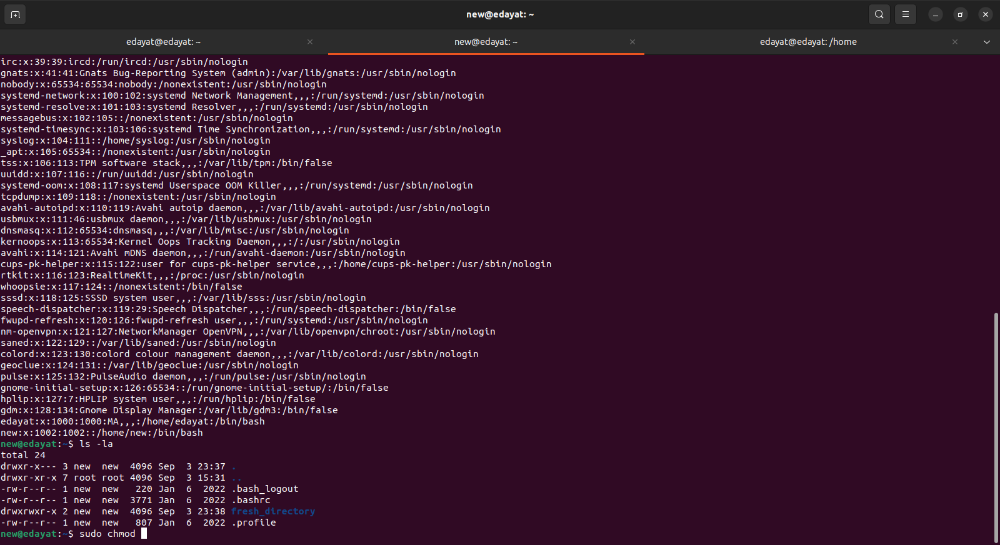 new@edayat: ~
edayat@edayat: ~
new@edayat: ~
edayat@edayat: /home
irc:x:39:39:ircd:/run/ircd:/usr/sbin/nologin
gnats:x:41:41:Gnats Bug-Reporting System (admin):/var/lib/gnats:/usr/sbin/nologin
nobody:x:65534:65534:nobody:/nonexistent:/usr/sbin/nologin
systemd-network:x:100:102:systemd Network Management,,,:/run/systemd:/usr/sbin/nologin
systemd-resolve:x:101:103:systemd Resolver,,,:/run/systemd:/usr/sbin/nologin
messagebus:x:102:105::/nonexistent:/usr/sbin/nologin
systemd-timesync:x:103:106:systemd Time Synchronization,,,:/run/systemd:/usr/sbin/nologin
syslog:x:104:111::/home/syslog:/usr/sbin/nologin
_apt:x:105:65534::/nonexistent:/usr/sbin/nologin
tss:x:106:113:TPM software stack,,,:/var/lib/tpm:/bin/false
uuidd:x:107:116::/run/uuidd:/usr/sbin/nologin
systemd-oom:x:108:117:systemd Userspace OOM Killer,,,:/run/systemd:/usr/sbin/nologin
tcpdump:x:109:118::/nonexistent:/usr/sbin/nologin
avahi-autoipd:x:110:119:Avahi autoip daemon,,,:/var/lib/avahi-autoipd:/usr/sbin/nologin
usbmux:x:111:46:usbmux daemon,,,:/var/lib/usbmux:/usr/sbin/nologin
dnsmasq:x:112:65534:dnsmasq,,,:/var/lib/misc:/usr/sbin/nologin
kernoops:x:113:65534:Kernel Oops Tracking Daemon,,,:/:/usr/sbin/nologin
avahi:x:114:121:Avahi mDNS daemon,,,:/run/avahi-daemon:/usr/sbin/nologin
cups-pk-helper:x:115:122:user for cups-pk-helper service,,,:/home/cups-pk-helper:/usr/sbin/nologin
rtkit:x:116:123:RealtimeKit,,,:/proc:/usr/sbin/nologin
whoopsie:x:117:124::/nonexistent:/bin/false
sssd:x:118:125:SSSD system user,,,:/var/lib/sss:/usr/sbin/nologin
speech-dispatcher:x:119:29:Speech Dispatcher,,,:/run/speech-dispatcher:/bin/false
fwupd-refresh:x:120:126:fwupd-refresh user,,,:/run/systemd:/usr/sbin/nologin
nm-openvpn:x:121:127:NetworkManager OpenVPN,,,:/var/lib/openvpn/chroot:/usr/sbin/nologin
saned:x:122:129::/var/lib/saned:/usr/sbin/nologin
colord:x:123:130:colord colour management daemon,,,:/var/lib/colord:/usr/sbin/nologin
geoclue:x:124:131::/var/lib/geoclue:/usr/sbin/nologin
pulse:x:125:132:PulseAudio daemon,,,:/run/pulse:/usr/sbin/nologin
gnome-initial-setup:x:126:65534::/run/gnome-initial-setup/:/bin/false
hplip:x:127:7:HPLIP system user,,,:/run/hplip:/bin/false
gdm:x:128:134:Gnome Display Manager:/var/lib/gdm3:/bin/false
edayat:x:1000:1000:MA,,,:/home/edayat:/bin/bash
new:x:1002:1002::/home/new:/bin/bash
new@edayat:~$ ls -la
total 24
drwxr-x--- 3 new  new  4096 Sep  3 23:37 .
drwxr-xr-x 7 root root 4096 Sep  3 15:31 ..
-rw-r--r-- 1 new  new   220 Jan  6  2022 .bash_logout
-rw-r--r-- 1 new  new  3771 Jan  6  2022 .bashrc
drwxrwxr-x 2 new  new  4096 Sep  3 23:38 fresh_directory
-rw-r--r-- 1 new  new   807 Jan  6  2022 .profile
new@edayat:~$ sudo chmod